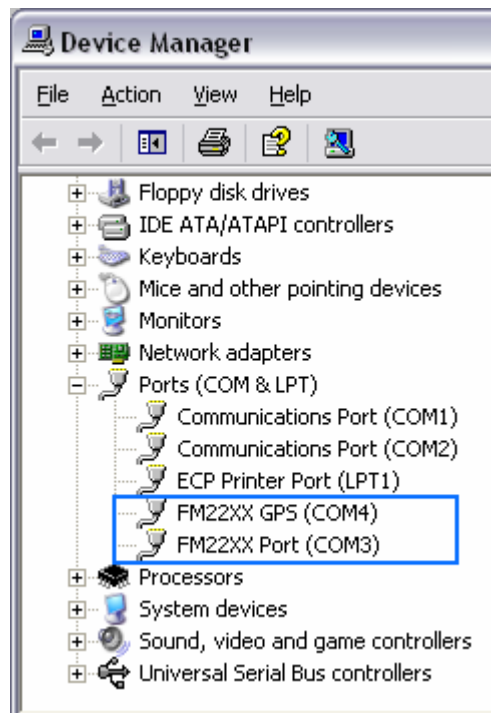 Device Manager
File Action View Help
Floppy disk drives
IDE ATA/ATAPI controllers
Keyboards
Mice and other pointing devices
Monitors
Network adapters
Ports (COM & LPT)
Communications Port (COM1)
Communications Port (COM2)
ECP Printer Port (LPT1)
FM22XX GPS (COM4)
FM22XX Port (COM3)
Processors
System devices
Sound, video and game controllers
Universal Serial Bus controllers